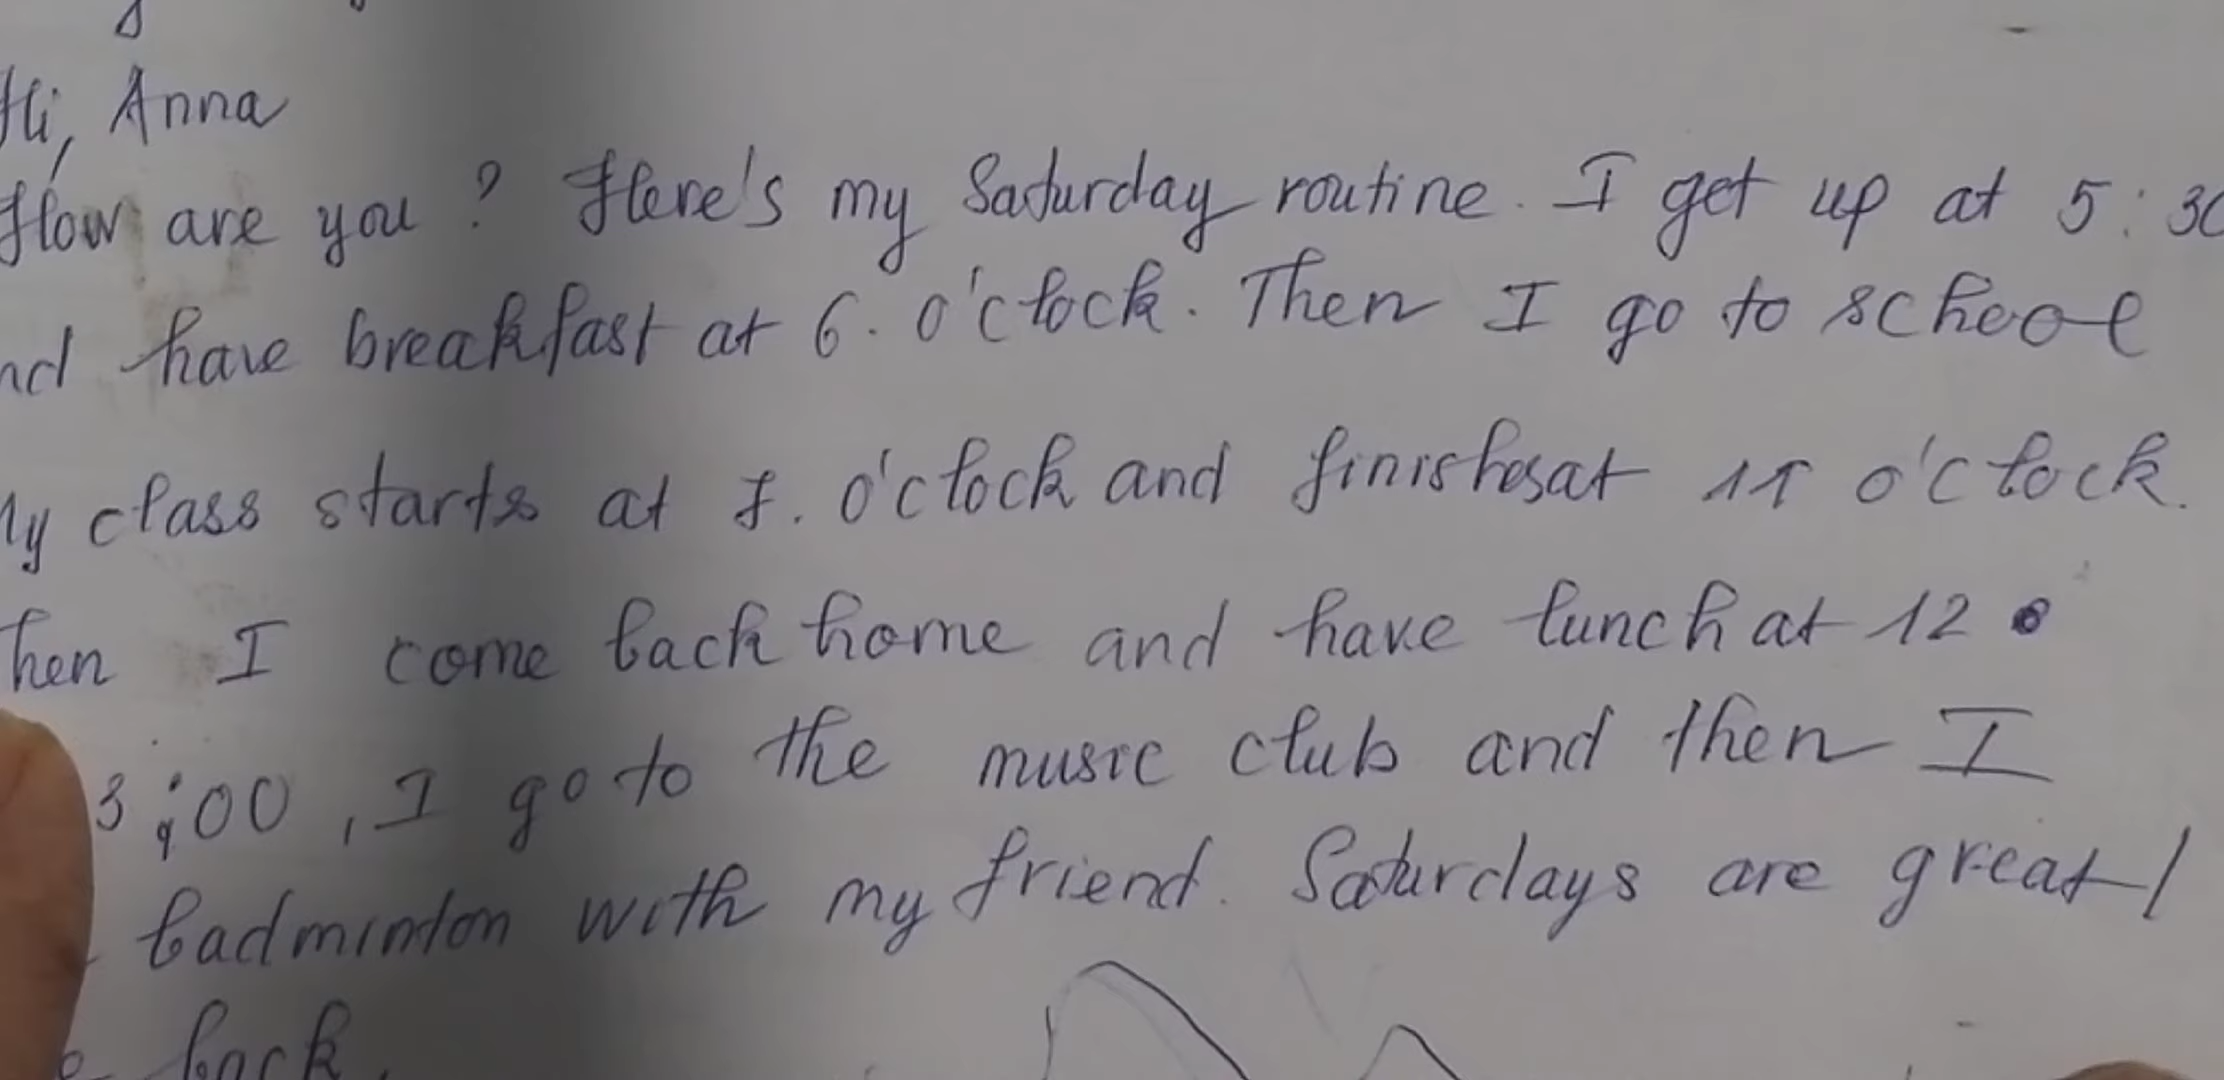 Hi, Anna
How are you? Here's my Saturday routine. I get up at 5:30
nd have breakfast at 6. o'clock. Then I go to school
My class starts at 7. o'clock and finishes at 11 o'clock.
Then I come back home and have lunch at 12
3:00, I go to the music club and then I
badminton with my friend. Saturdays are great!
back.